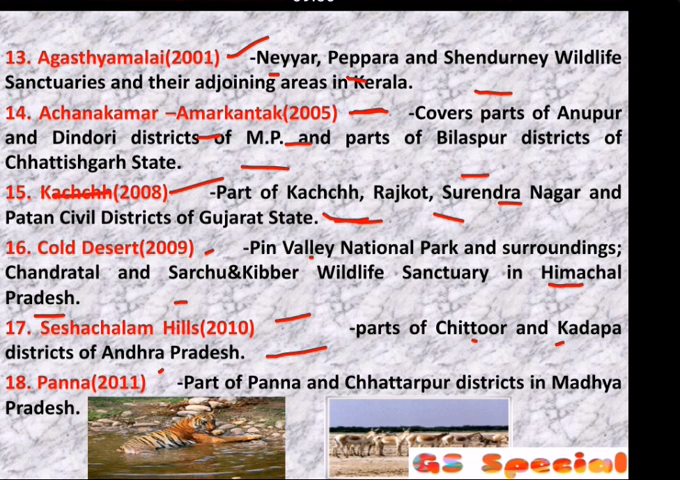 13. Agasthyamalai(2001) -Neyyar, Peppara and Shendurney Wildlife
Sanctuaries and their adjoining areas in Kerala.
14. Achanakamar –Amarkantak(2005) -Covers parts of Anupur
and Dindori districts of M.P. and parts of Bilaspur districts of
Chhattishgarh State.
15. Kachchh(2008) -Part of Kachchh, Rajkot, Surendra Nagar and
Patan Civil Districts of Gujarat State.
16. Cold Desert(2009) -Pin Valley National Park and surroundings;
Chandratal and Sarchu&Kibber Wildlife Sanctuary in Himachal
Pradesh.
17. Seshachalam Hills(2010) -parts of Chittoor and Kadapa
districts of Andhra Pradesh.
18. Panna(2011) -Part of Panna and Chhattarpur districts in Madhya
Pradesh.
GS Special